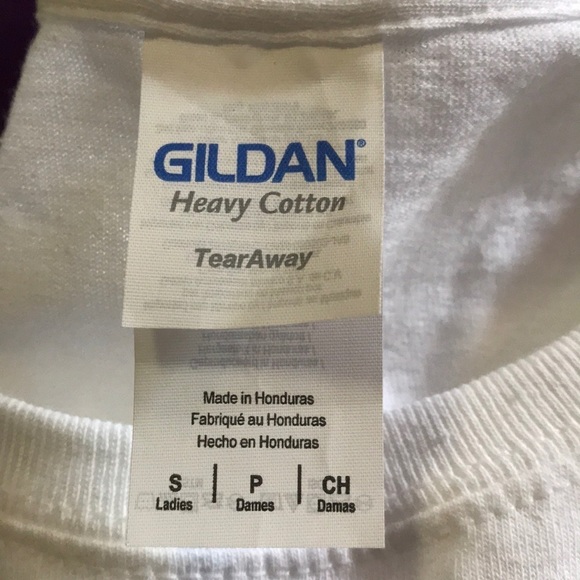 GILDAN®
Heavy Cotton
TearAway
Made in Honduras
Fabriqué au Honduras
Hecho en Honduras
S | P | CH
Ladies | Dames | Damas